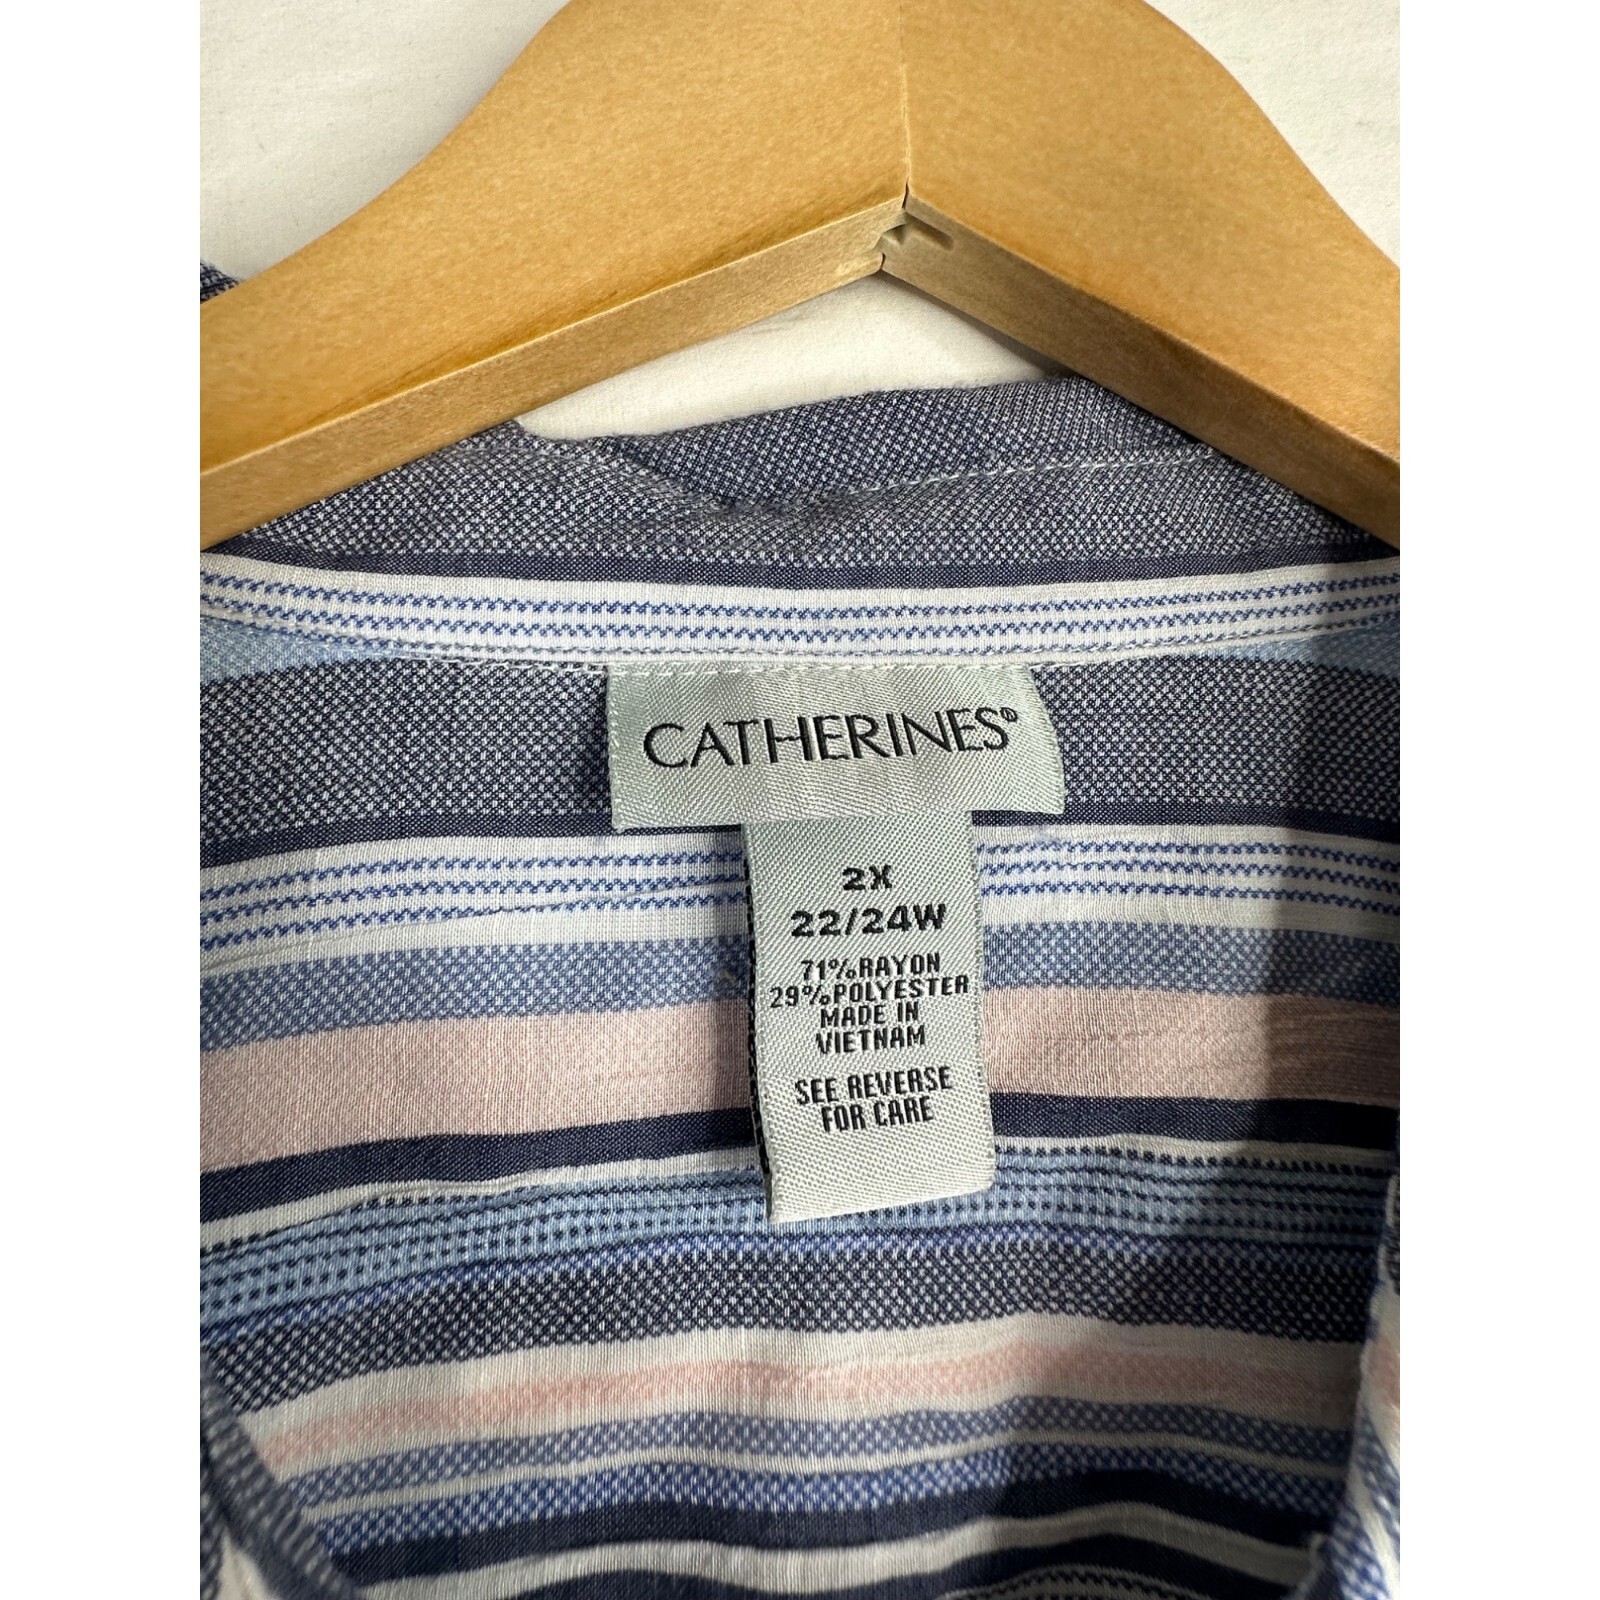 CATHERINES®
2X
22/24W
71%RAYON
29%POLYESTER
MADE IN
VIETNAM
SEE REVERSE
FOR CARE